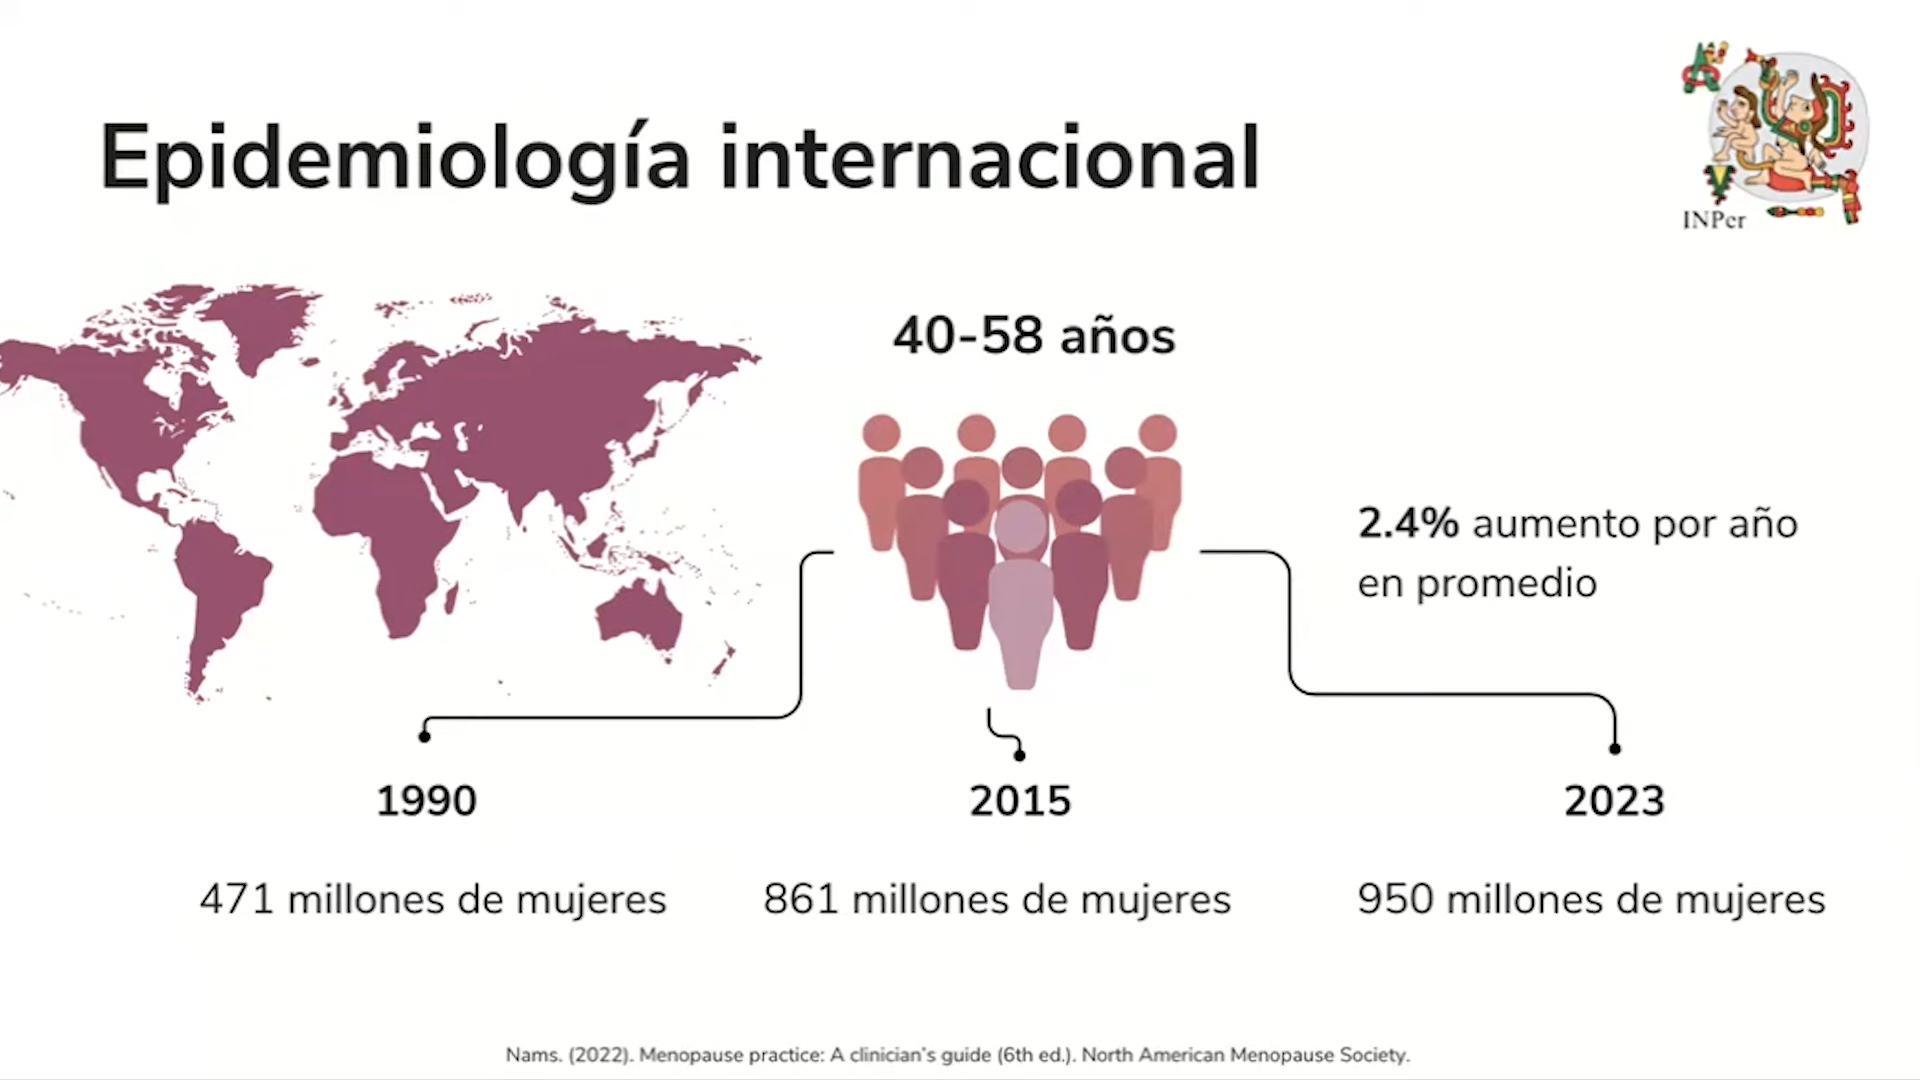 Epidemiología internacional
INPer
40-58 años
2.4% aumento por año
en promedio
1990
2015
2023
471 millones de mujeres
861 millones de mujeres
950 millones de mujeres
Nams. (2022). Menopause practice: A clinician's guide (6th ed.). North American Menopause Society.